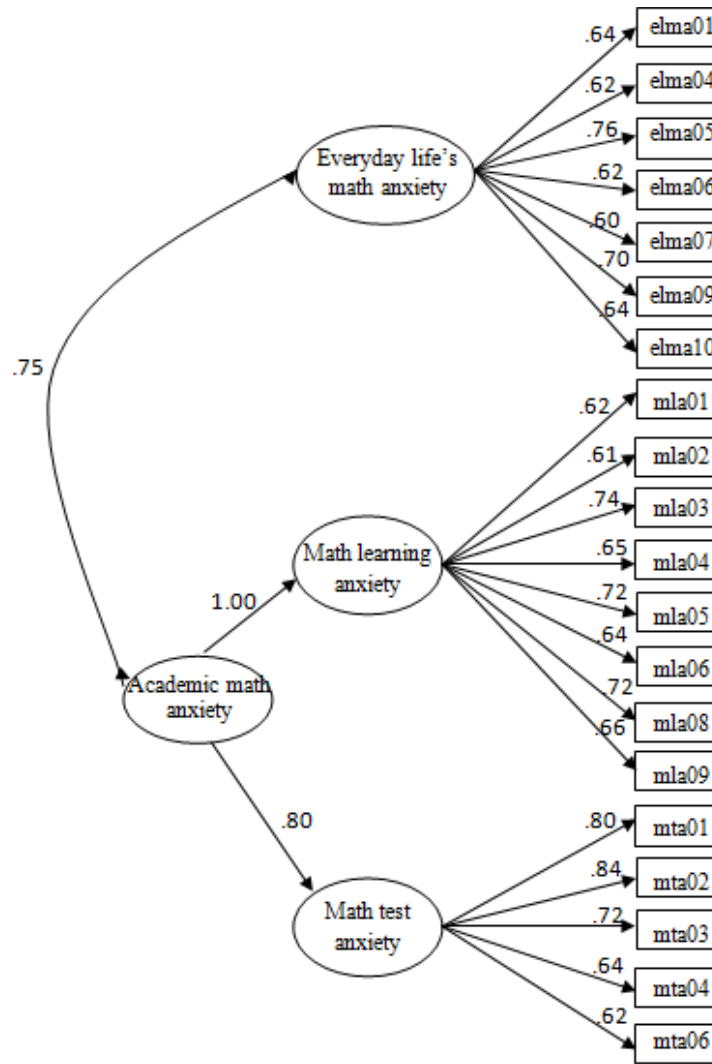 .64
elma01
.62
elma04
.76
elma05
Everyday life's
math anxiety
.62
elma06
.60
elma07
.70
elma09
.64
elma10
.75
.62
mla01
.61
mla02
.74
mla03
Math learning
anxiety
.65
mla04
1.00
.72
mla05
.64
mla06
Academic math
anxiety
.72
mla08
.66
mla09
.80
.80
mta01
.84
mta02
Math test
anxiety
.72
mta03
.64
mta04
.62
mta06